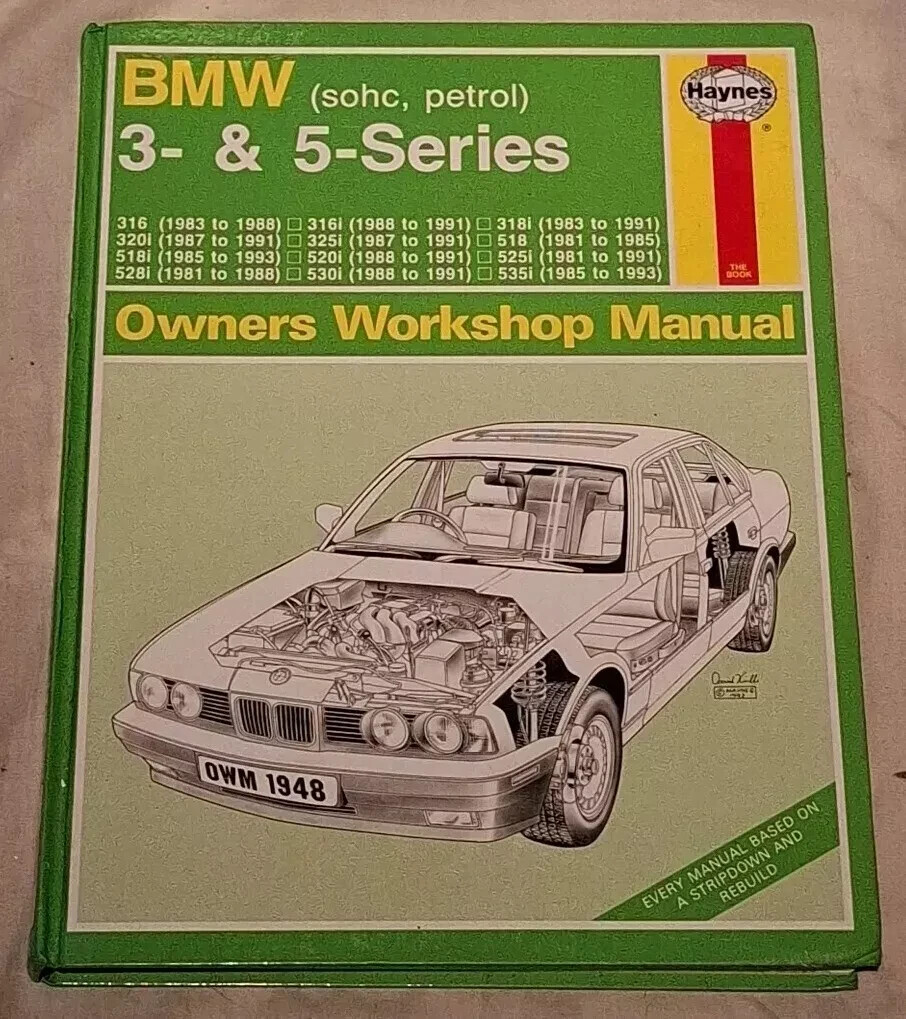 BMW (sohc, petrol)
3- & 5-Series
Haynes
®
316 (1983 to 1988) □ 316i (1988 to 1991) □ 318i (1983 to 1991)
320i (1987 to 1991) □ 325i (1987 to 1991) □ 518 (1981 to 1985)
518i (1985 to 1993) □ 520i (1988 to 1991) □ 525i (1981 to 1991)
528i (1981 to 1988) □ 530i (1988 to 1991) □ 535i (1985 to 1993)
THE
BOOK
Owners Workshop Manual
OWM 1948
EVERY MANUAL BASED ON
A STRIPDOWN AND
REBUILD